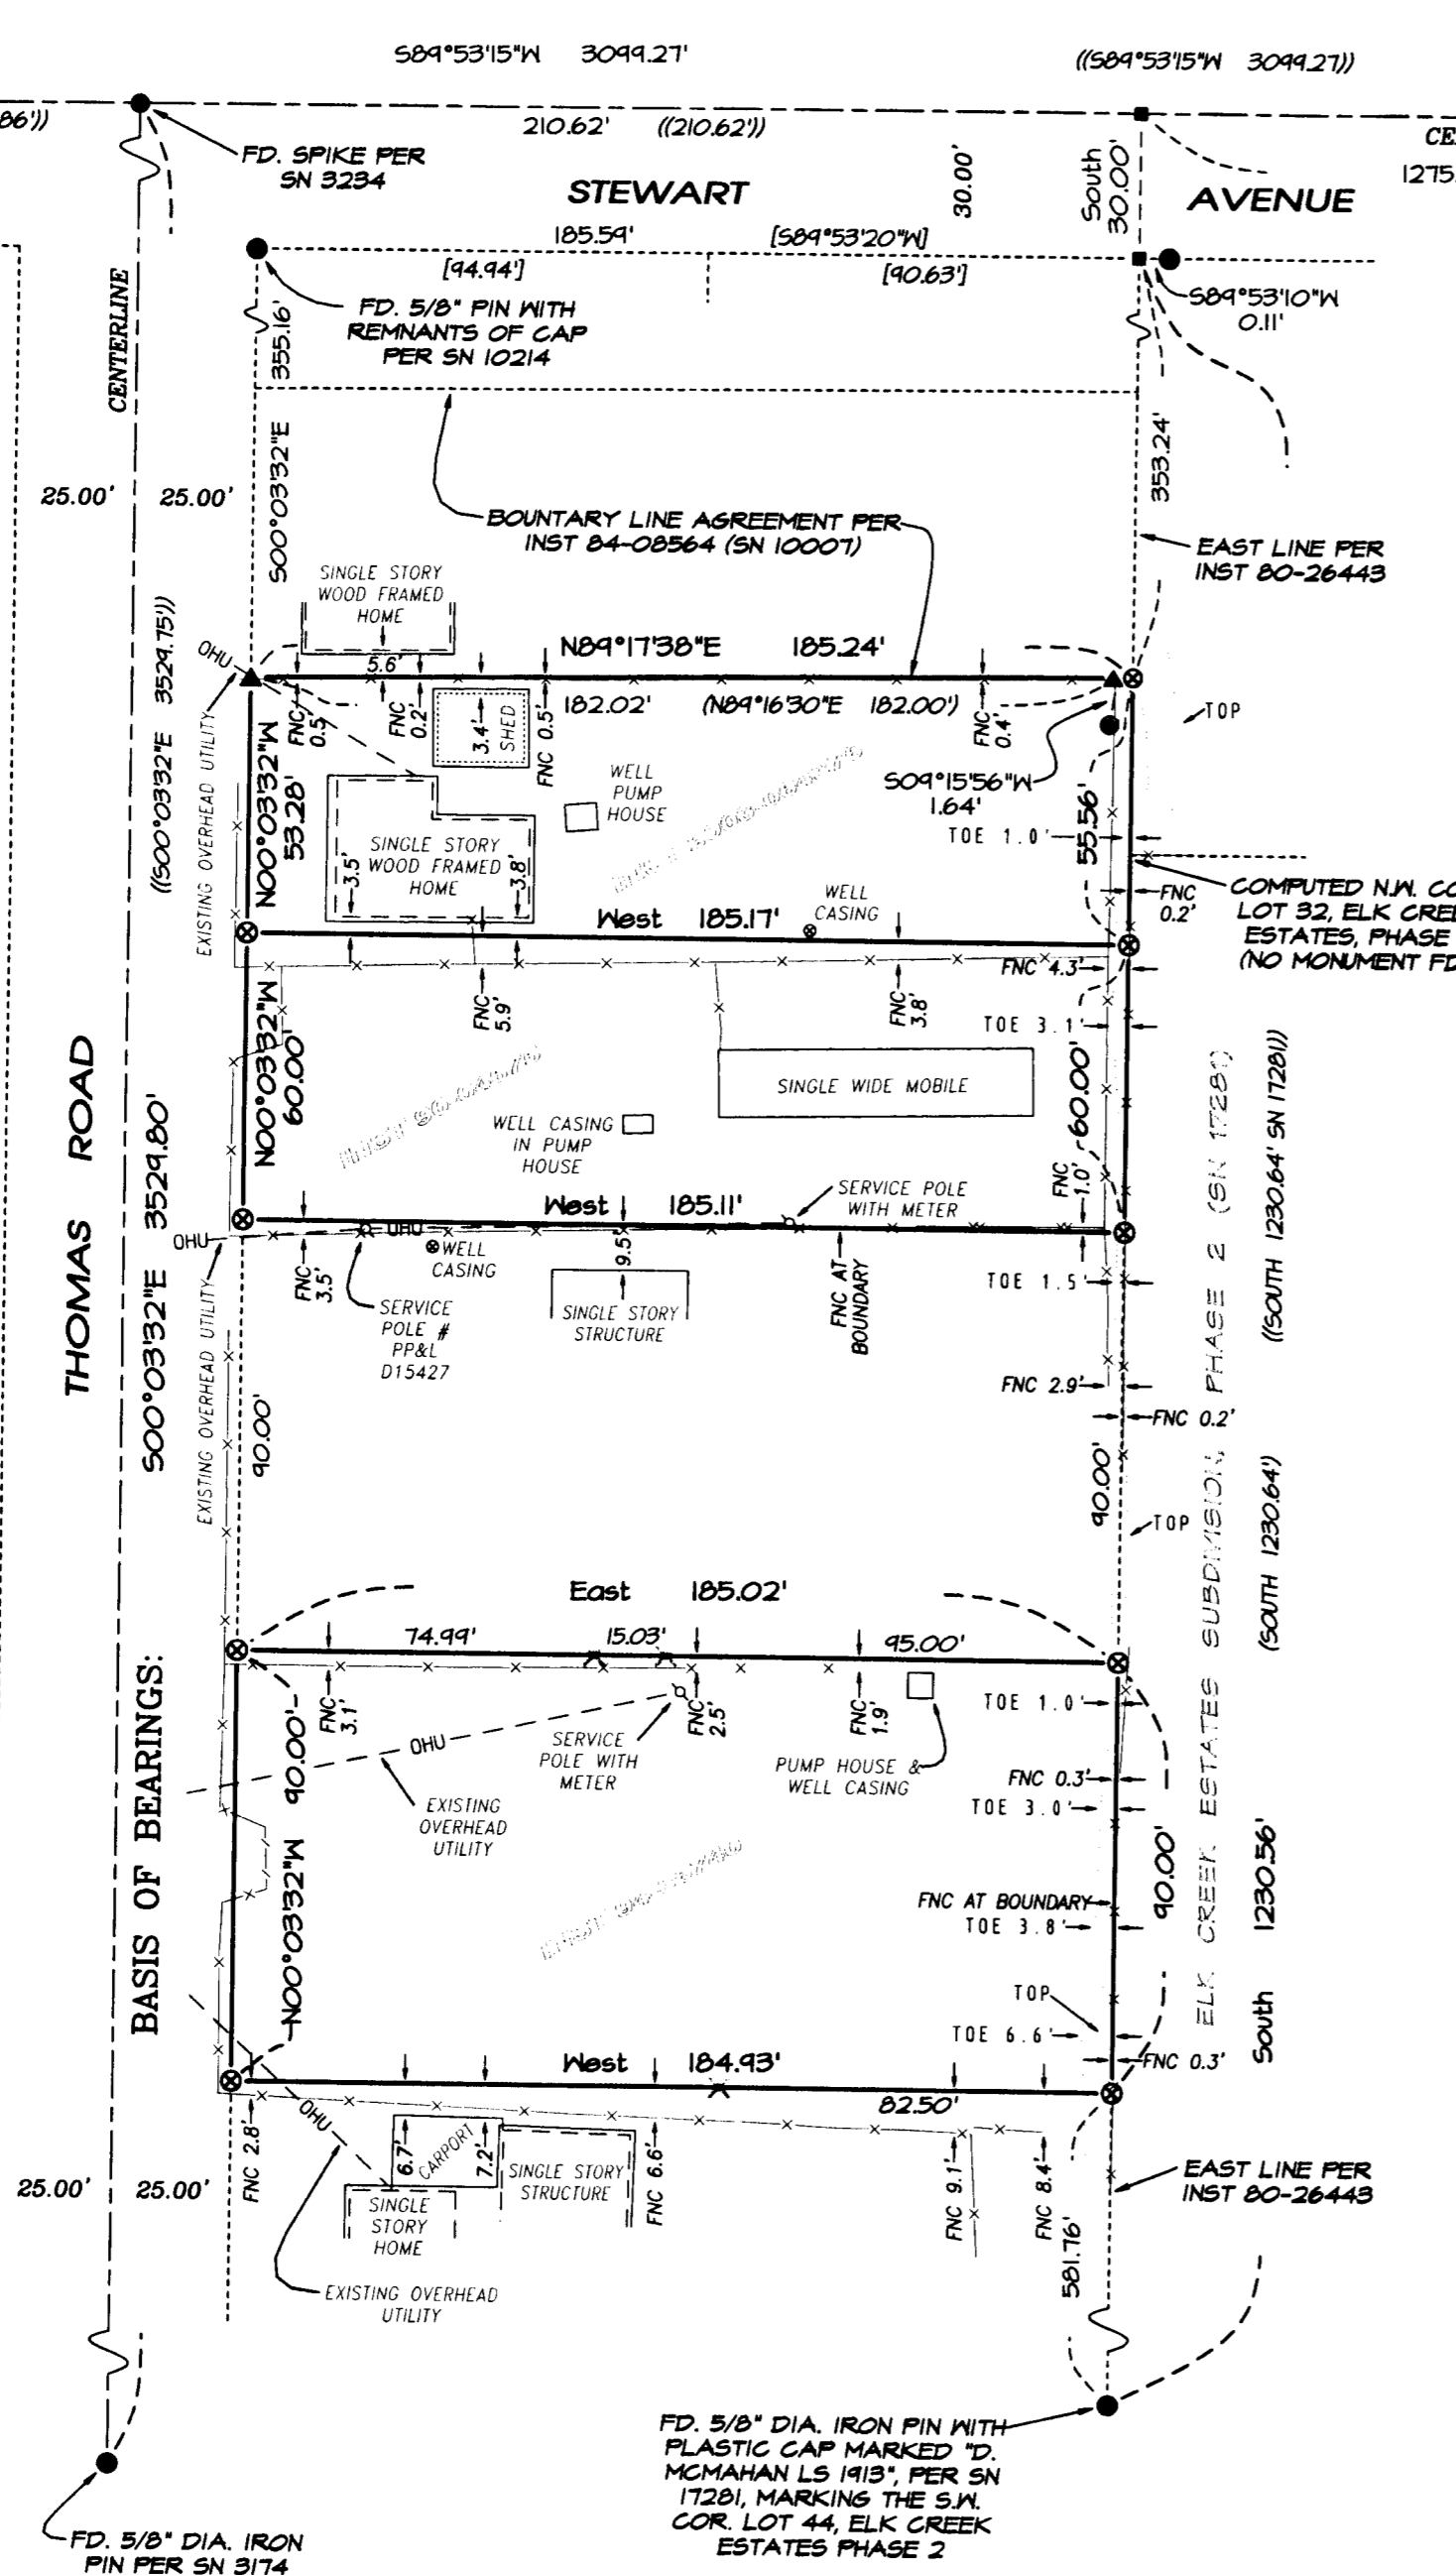 S89°53'15"W 3099.27'
((S89°53'15"W 3099.27))
86'))
210.62' ((210.62'))
FD. SPIKE PER
SN 3234
STEWART
AVENUE
30.00'
South
30.00'
CE
1275.
185.59' [S89°53'20"W]
[94.94'] [90.63']
S89°53'10"W
0.11'
FD. 5/8" PIN WITH
REMNANTS OF CAP
PER SN 10214
CENTERLINE
355.16'
S00°03'32"E
353.24'
25.00' 25.00'
BOUNTARY LINE AGREEMENT PER
INST 84-08564 (SN 10007)
EAST LINE PER
INST 80-26443
SINGLE STORY
WOOD FRAMED
HOME
((S00°03'32"E 3529.75'))
OHU
5.6'
N89°17'38"E 185.24'
182.02' (N89°16'30"E 182.00')
FNC
0.5'
FNC
0.2'
3.4'
SHED
FNC 0.5'
FNC
0.4'
TOP
EXISTING OVERHEAD UTILITY
N00°03'32"W
53.28'
WELL
PUMP
HOUSE
S09°15'56"W
1.64'
TOE 1.0'
55.56'
SINGLE STORY
WOOD FRAMED
HOME
3.5'
3.8'
FNC
0.2'
COMPUTED N.W. CO
LOT 32, ELK CREE
ESTATES, PHASE
(NO MONUMENT FD
WELL
CASING
West 185.17'
FNC 4.3'
FNC
5.9'
FNC
3.8'
TOE 3.1'
N00°03'32"W
60.00'
60.00'
SINGLE WIDE MOBILE
WELL CASING
IN PUMP
HOUSE
FNC
1.0'
SERVICE POLE
WITH METER
West 185.11'
OHU
OHU
WELL
CASING
9.5'
FNC
3.5'
SERVICE
POLE #
PP&L
D15427
SINGLE STORY
STRUCTURE
FNC AT
BOUNDARY
TOE 1.5'
FNC 2.9'
FNC 0.2'
THOMAS ROAD
S00°03'32"E 3529.80'
BASIS OF BEARINGS:
EXISTING OVERHEAD UTILITY
90.00'
90.00'
TOP
ELK CREEK ESTATES SUBDIVISION, PHASE 2 (SN 17281)
((SOUTH 1230.64' SN 17281))
(SOUTH 1230.64')
South 1230.56'
East 185.02'
74.99' 15.03' 95.00'
FNC
3.1'
FNC
2.5'
FNC
1.9'
TOE 1.0'
N00°03'32"W 90.00'
OHU
SERVICE
POLE WITH
METER
PUMP HOUSE &
WELL CASING
FNC 0.3'
TOE 3.0'
EXISTING
OVERHEAD
UTILITY
90.00'
FNC AT BOUNDARY
TOE 3.8'
TOP
TOE 6.6'
FNC 0.3'
West 184.93'
82.50'
OHU
FNC 2.8'
6.7'
CARPORT
7.2'
SINGLE STORY
STRUCTURE
FNC 6.6'
FNC 9.1'
FNC 8.4'
25.00' 25.00'
SINGLE
STORY
HOME
EAST LINE PER
INST 80-26443
581.76'
EXISTING OVERHEAD
UTILITY
FD. 5/8" DIA. IRON PIN WITH
PLASTIC CAP MARKED "D.
MCMAHAN LS 1913", PER SN
17281, MARKING THE S.W.
COR. LOT 44, ELK CREEK
ESTATES PHASE 2
FD. 5/8" DIA. IRON
PIN PER SN 3174